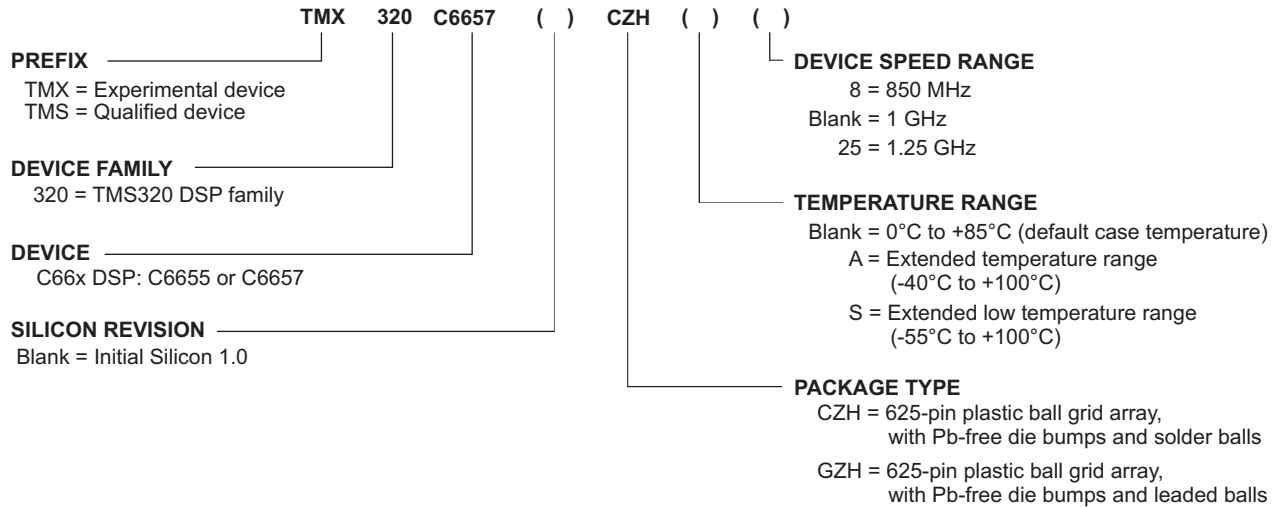 TMX 320 C6657 ( ) CZH ( ) ( )
PREFIX
TMX = Experimental device
TMS = Qualified device
DEVICE FAMILY
320 = TMS320 DSP family
DEVICE
C66x DSP: C6655 or C6657
SILICON REVISION
Blank = Initial Silicon 1.0
DEVICE SPEED RANGE
8 = 850 MHz
Blank = 1 GHz
25 = 1.25 GHz
TEMPERATURE RANGE
Blank = 0°C to +85°C (default case temperature)
A = Extended temperature range
(-40°C to +100°C)
S = Extended low temperature range
(-55°C to +100°C)
PACKAGE TYPE
CZH = 625-pin plastic ball grid array,
with Pb-free die bumps and solder balls
GZH = 625-pin plastic ball grid array,
with Pb-free die bumps and leaded balls